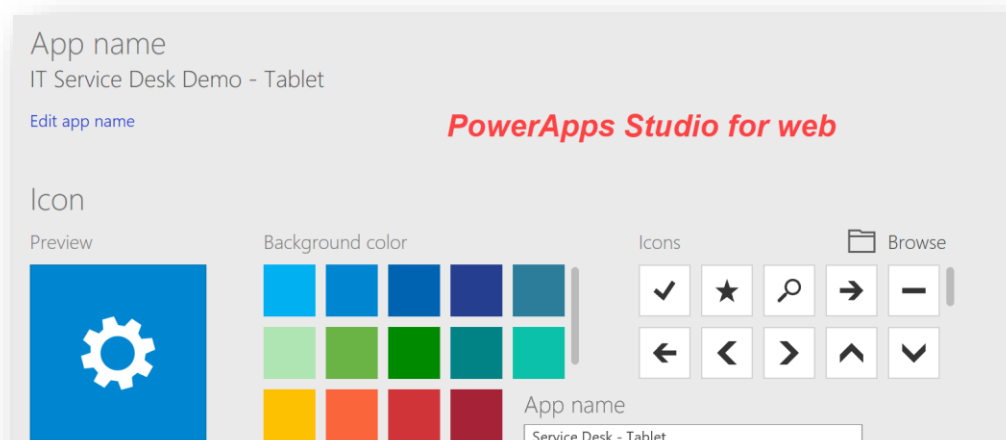 App name
IT Service Desk Demo - Tablet
Edit app name
PowerApps Studio for web
Icon
Preview
Background color
Icons
Browse
App name
Service Desk - Tablet